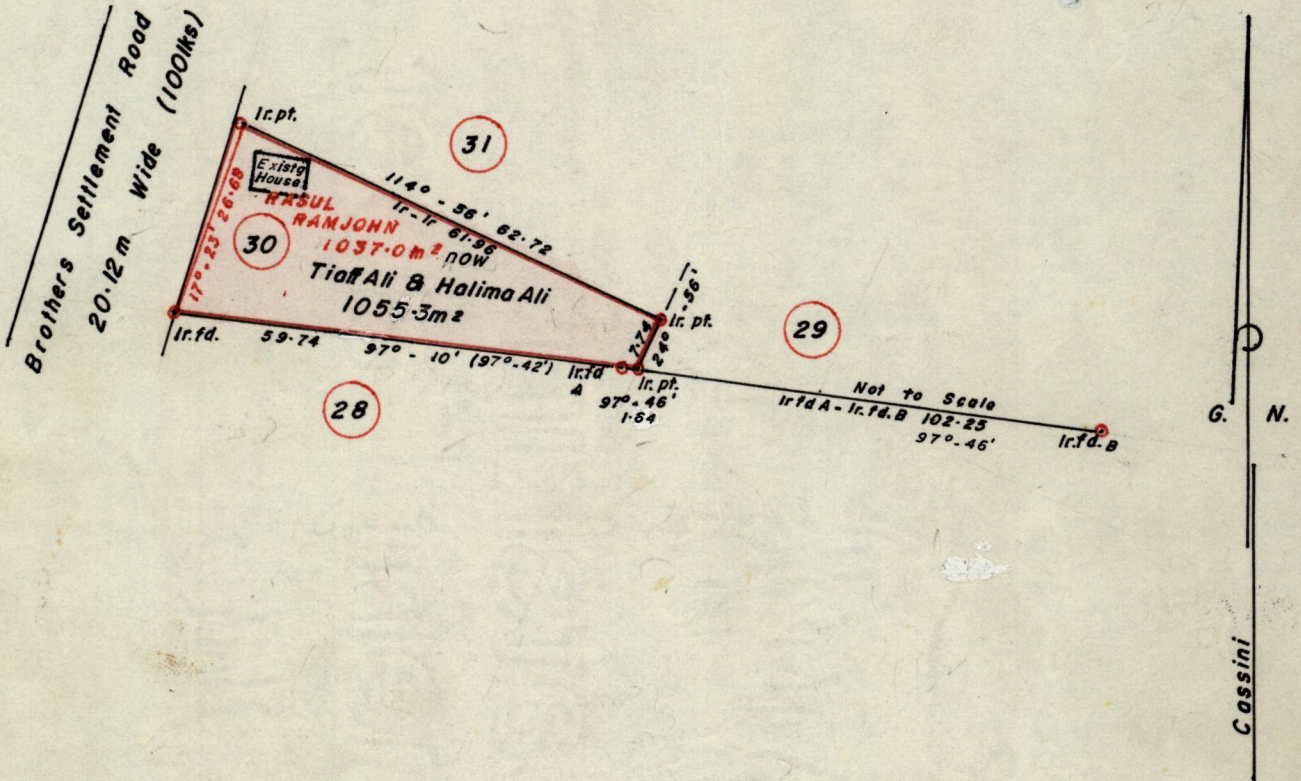 Brothers Settlement Road
20·12m Wide (100lks)
Ir.pt.
31
Existg
House
17°-23' 26·68
RASUL
RAMJOHN
30
1037·0m²
now
Tiaff Ali & Halima Ali
1055·3m²
114° - 56' 62·72
Ir-Ir 61·96
24° -56'
7·74
Ir. pt.
29
Ir.fd.
59·74 97° - 10' (97°-42')
Ir.fd
A
Ir. pt.
97°-46'
1·64
28
Not to Scale
Ir fd A - Ir.fd.B 102·25
97°-46'
Ir.fd. B
G. N.
Cassini